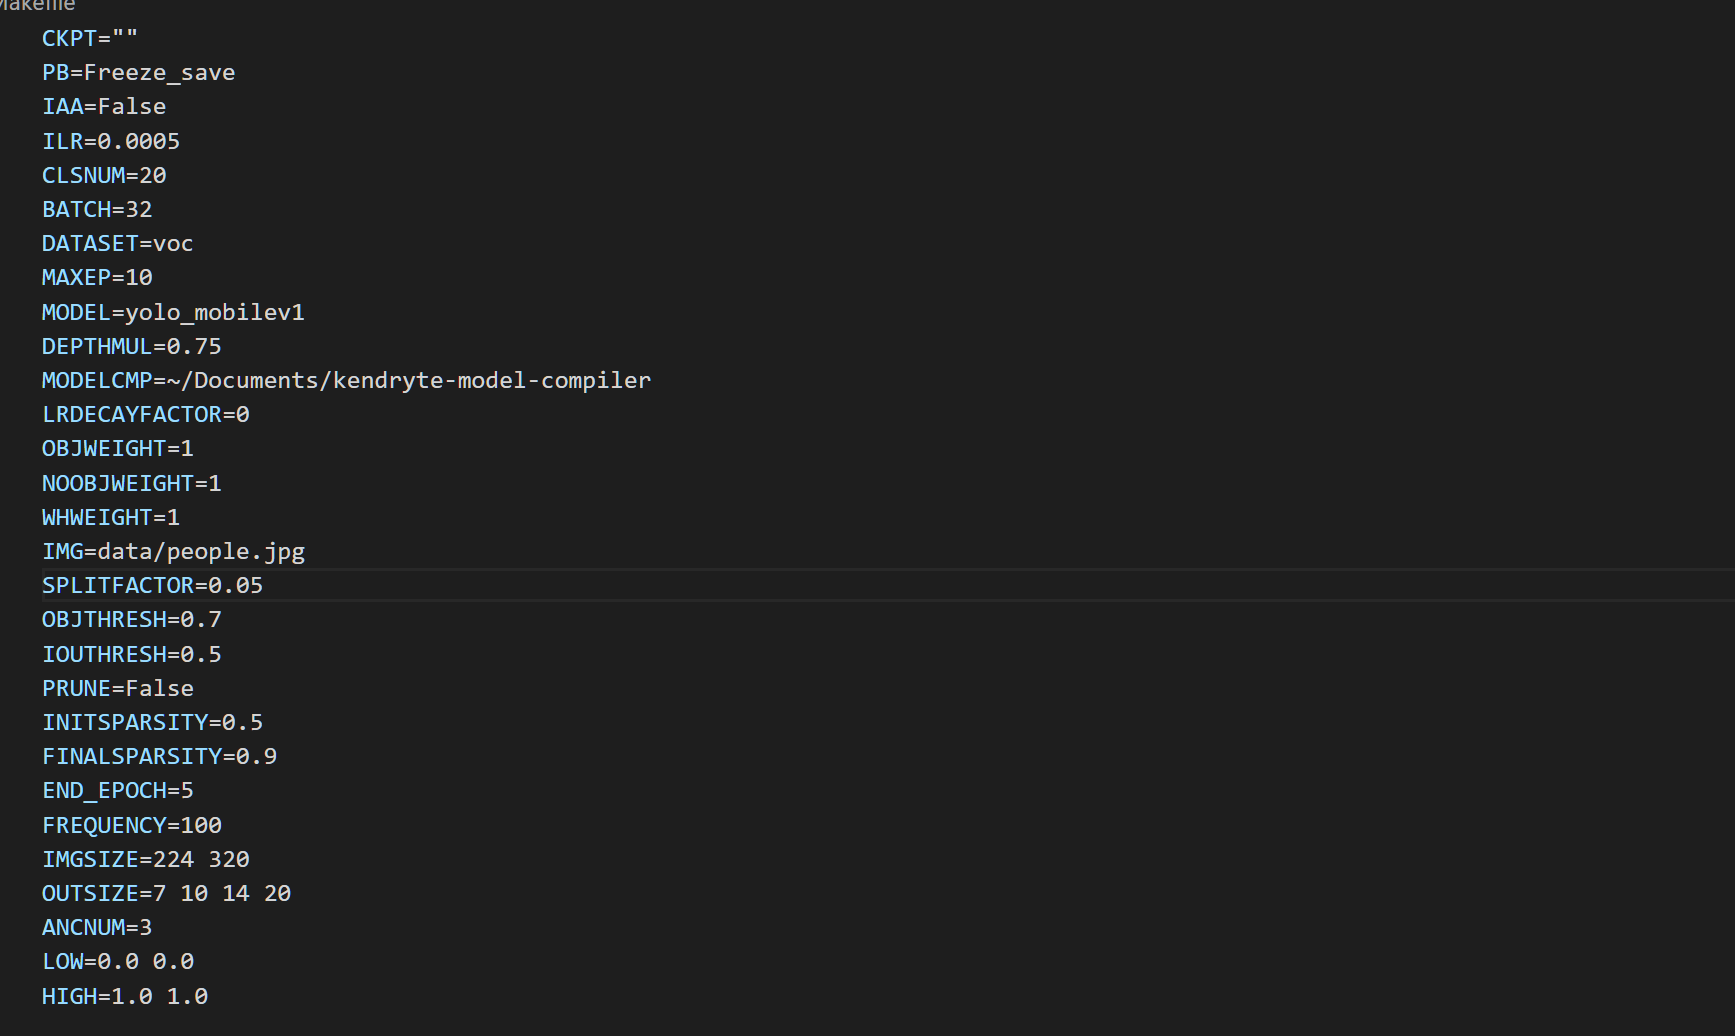 Makefile
CKPT=""
PB=Freeze_save
IAA=False
ILR=0.0005
CLSNUM=20
BATCH=32
DATASET=voc
MAXEP=10
MODEL=yolo_mobilev1
DEPTHMUL=0.75
MODELCMP=~/Documents/kendryte-model-compiler
LRDECAYFACTOR=0
OBJWEIGHT=1
NOOBJWEIGHT=1
WHWEIGHT=1
IMG=data/people.jpg
SPLITFACTOR=0.05
OBJTHRESH=0.7
IOUTHRESH=0.5
PRUNE=False
INITSPARSITY=0.5
FINALSPARSITY=0.9
END_EPOCH=5
FREQUENCY=100
IMGSIZE=224 320
OUTSIZE=7 10 14 20
ANCNUM=3
LOW=0.0 0.0
HIGH=1.0 1.0